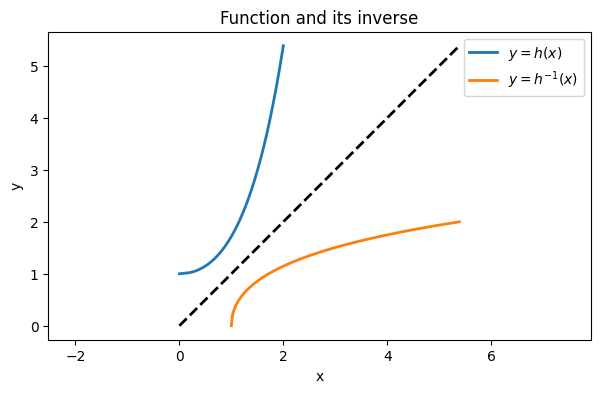 Function and its inverse
y = h(x)
y = h⁻¹(x)
y
5
4
3
2
1
0
−2 0 2 4 6
x